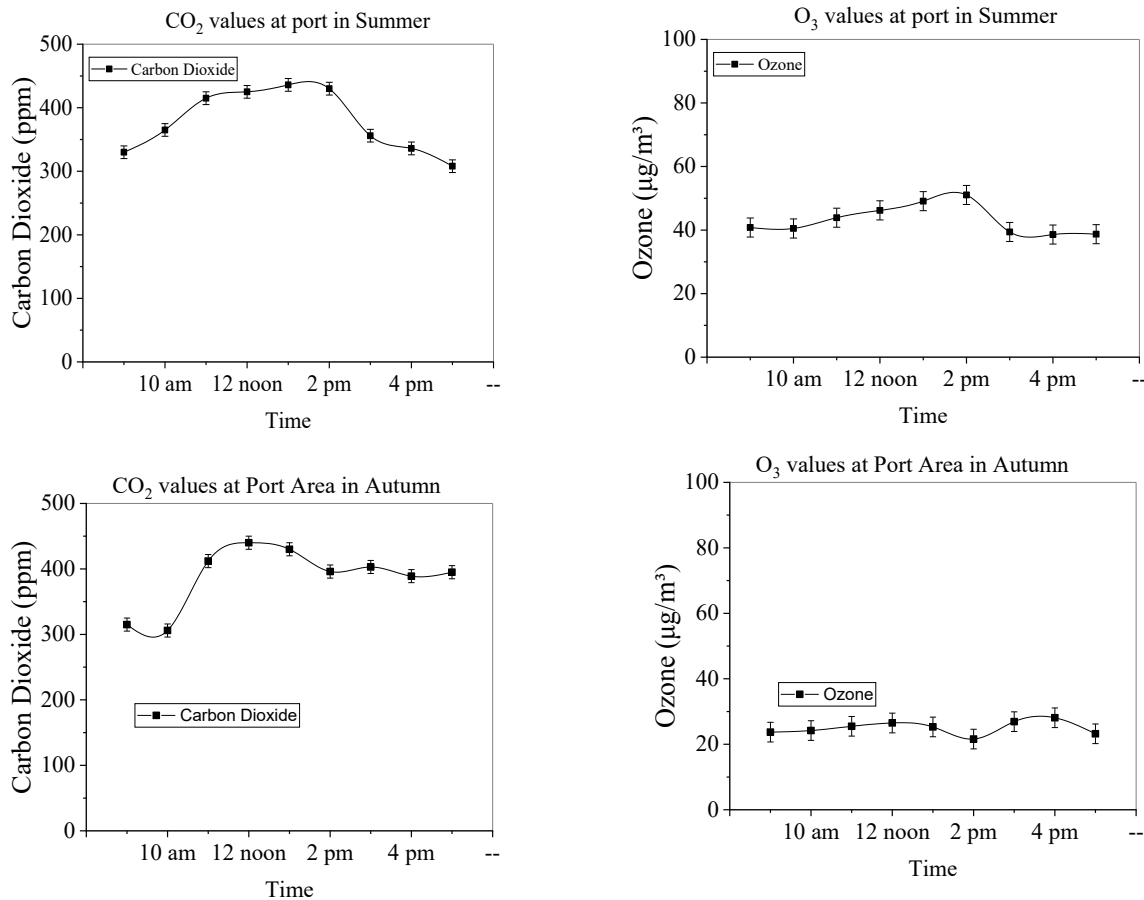 CO₂ values at port in Summer
500
400
300
200
100
0
Carbon Dioxide (ppm)
Carbon Dioxide
10 am 12 noon 2 pm 4 pm --
Time
O₃ values at port in Summer
100
80
60
40
20
0
Ozone (µg/m³)
Ozone
10 am 12 noon 2 pm 4 pm --
Time
CO₂ values at Port Area in Autumn
500
400
300
200
100
0
Carbon Dioxide (ppm)
Carbon Dioxide
10 am 12 noon 2 pm 4 pm --
Time
O₃ values at Port Area in Autumn
100
80
60
40
20
0
Ozone (µg/m³)
Ozone
10 am 12 noon 2 pm 4 pm --
Time